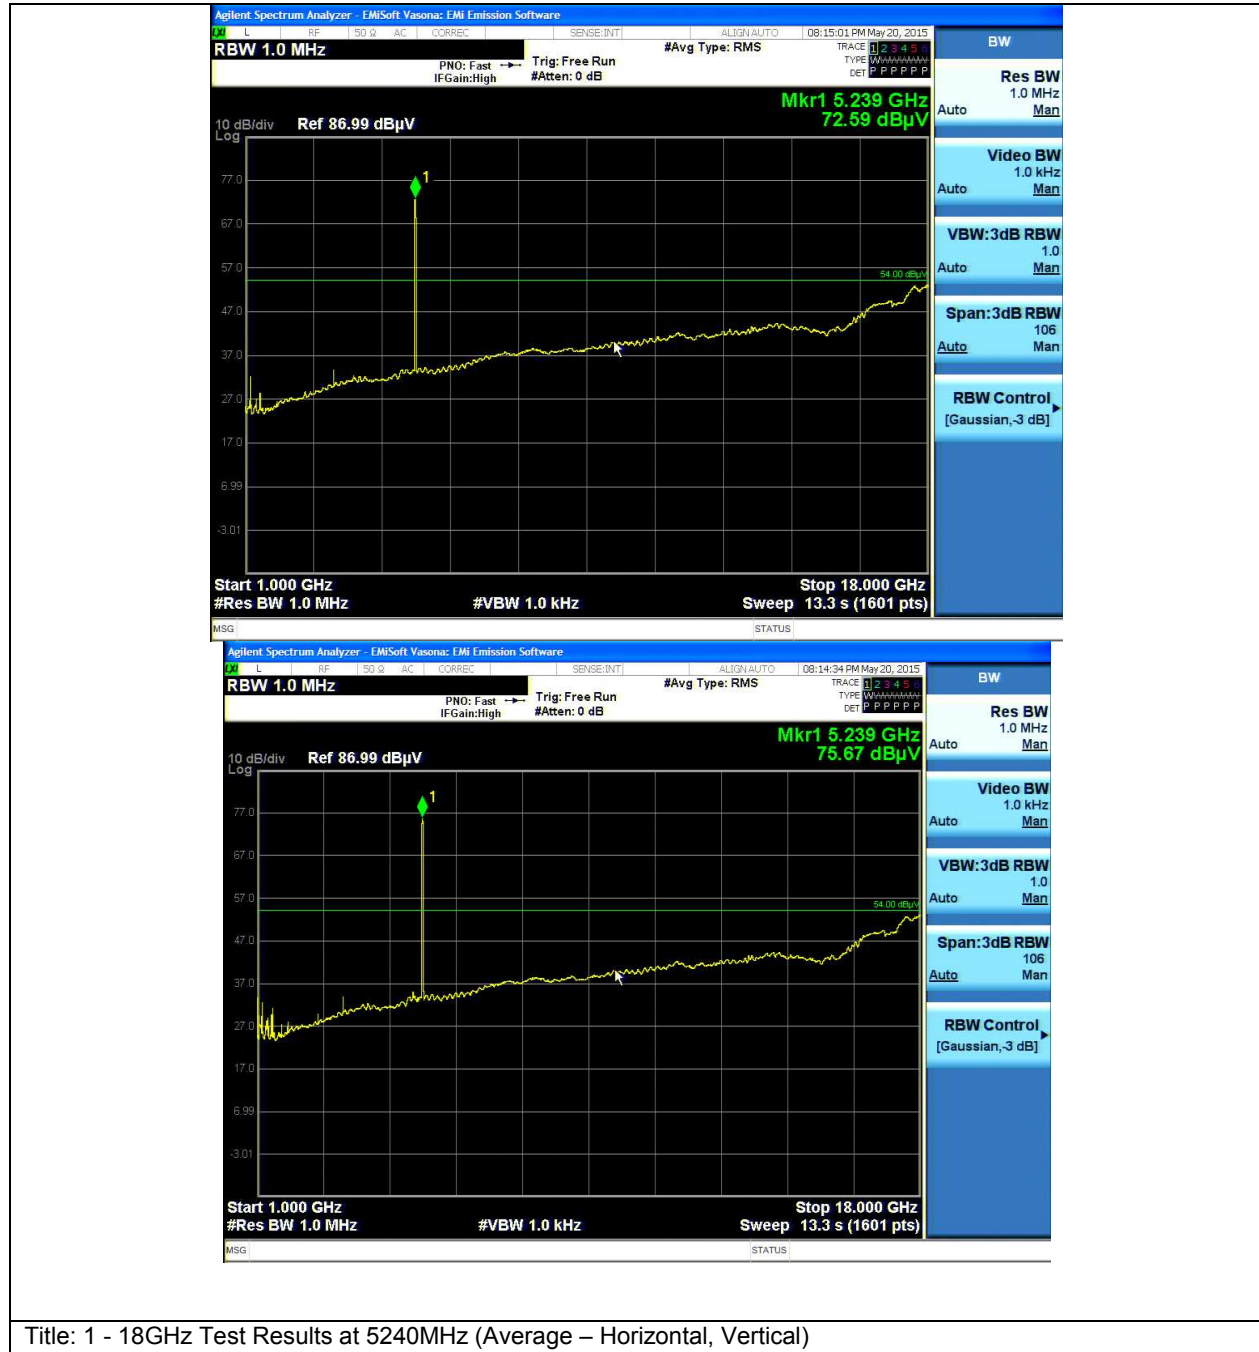 Agilent Spectrum Analyzer - EMiSoft Vasona: EMi Emission Software
LXI L RF 50 Ω AC CORREC SENSE:INT ALIGN AUTO 08:15:01 PM May 20, 2015
RBW 1.0 MHz
PNO: Fast
IFGain:High
Trig: Free Run
#Atten: 0 dB
#Avg Type: RMS
TRACE 1 2 3 4 5 6
TYPE WWWWWW
DET P P P P P P
Mkr1 5.239 GHz
72.59 dBµV
10 dB/div
Log
Ref 86.99 dBµV
1
77.0
67.0
57.0
54.00 dBµV
47.0
37.0
27.0
17.0
6.99
-3.01
Start 1.000 GHz
Stop 18.000 GHz
#Res BW 1.0 MHz
#VBW 1.0 kHz
Sweep 13.3 s (1601 pts)
MSG
STATUS
BW
Res BW
1.0 MHz
Auto Man
Video BW
1.0 kHz
Auto Man
VBW:3dB RBW
1.0
Auto Man
Span:3dB RBW
106
Auto Man
RBW Control
[Gaussian,-3 dB]
Agilent Spectrum Analyzer - EMiSoft Vasona: EMi Emission Software
LXI L RF 50 Ω AC CORREC SENSE:INT ALIGN AUTO 08:14:34 PM May 20, 2015
RBW 1.0 MHz
PNO: Fast
IFGain:High
Trig: Free Run
#Atten: 0 dB
#Avg Type: RMS
TRACE 1 2 3 4 5 6
TYPE WWWWWW
DET P P P P P P
Mkr1 5.239 GHz
75.67 dBµV
10 dB/div
Log
Ref 86.99 dBµV
1
77.0
67.0
57.0
54.00 dBµV
47.0
37.0
27.0
17.0
6.99
-3.01
Start 1.000 GHz
Stop 18.000 GHz
#Res BW 1.0 MHz
#VBW 1.0 kHz
Sweep 13.3 s (1601 pts)
MSG
STATUS
BW
Res BW
1.0 MHz
Auto Man
Video BW
1.0 kHz
Auto Man
VBW:3dB RBW
1.0
Auto Man
Span:3dB RBW
106
Auto Man
RBW Control
[Gaussian,-3 dB]
Title: 1 - 18GHz Test Results at 5240MHz (Average – Horizontal, Vertical)